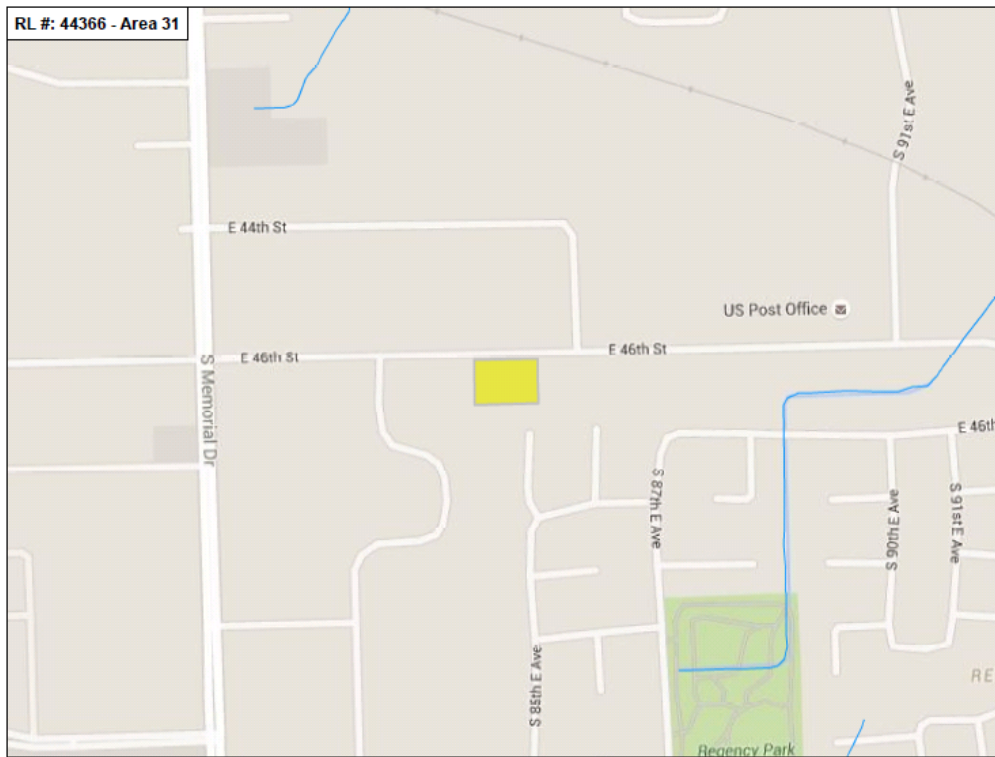 RL #: 44366 - Area 31
S 91st E Ave
E 44th St
US Post Office
E 46th St
E 46th St
S Memorial Dr
E 46th
S 87th E Ave
S 90th E Ave
S 91st E Ave
S 85th E Ave
RE
Regency Park